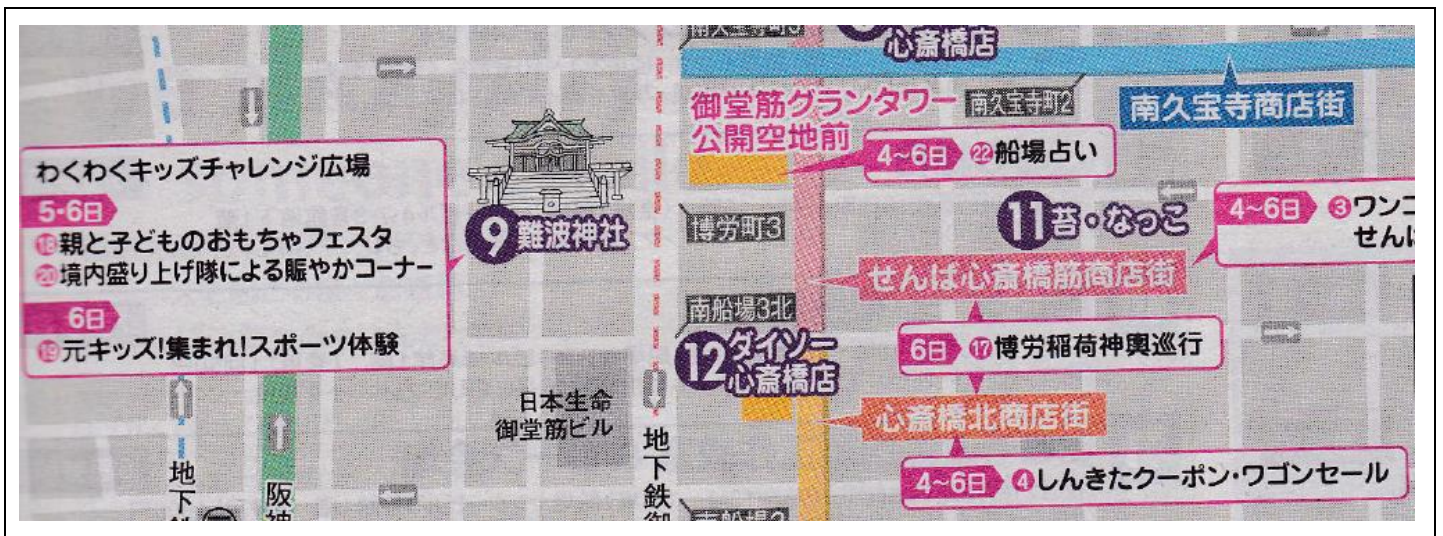 心斎橋店
南久宝寺町2
南久宝寺商店街
御堂筋グランタワー
公開空地前
4~6日 ㉒船場占い
わくわくキッズチャレンジ広場
5・6日
⑱親と子どものおもちゃフェスタ
⑳境内盛り上げ隊による賑やかコーナー
6日
⑲元キッズ!集まれ!スポーツ体験
9 難波神社
博労町3
11 苔・なっこ
4~6日 ③ワンコ
せんば心斎橋筋商店街
南船場3北
12 ダイソー
心斎橋店
6日 ⑰博労稲荷神輿巡行
日本生命
御堂筋ビル
心斎橋北商店街
4~6日 ④しんきたクーポン・ワゴンセール
地下鉄
阪神
地下鉄御